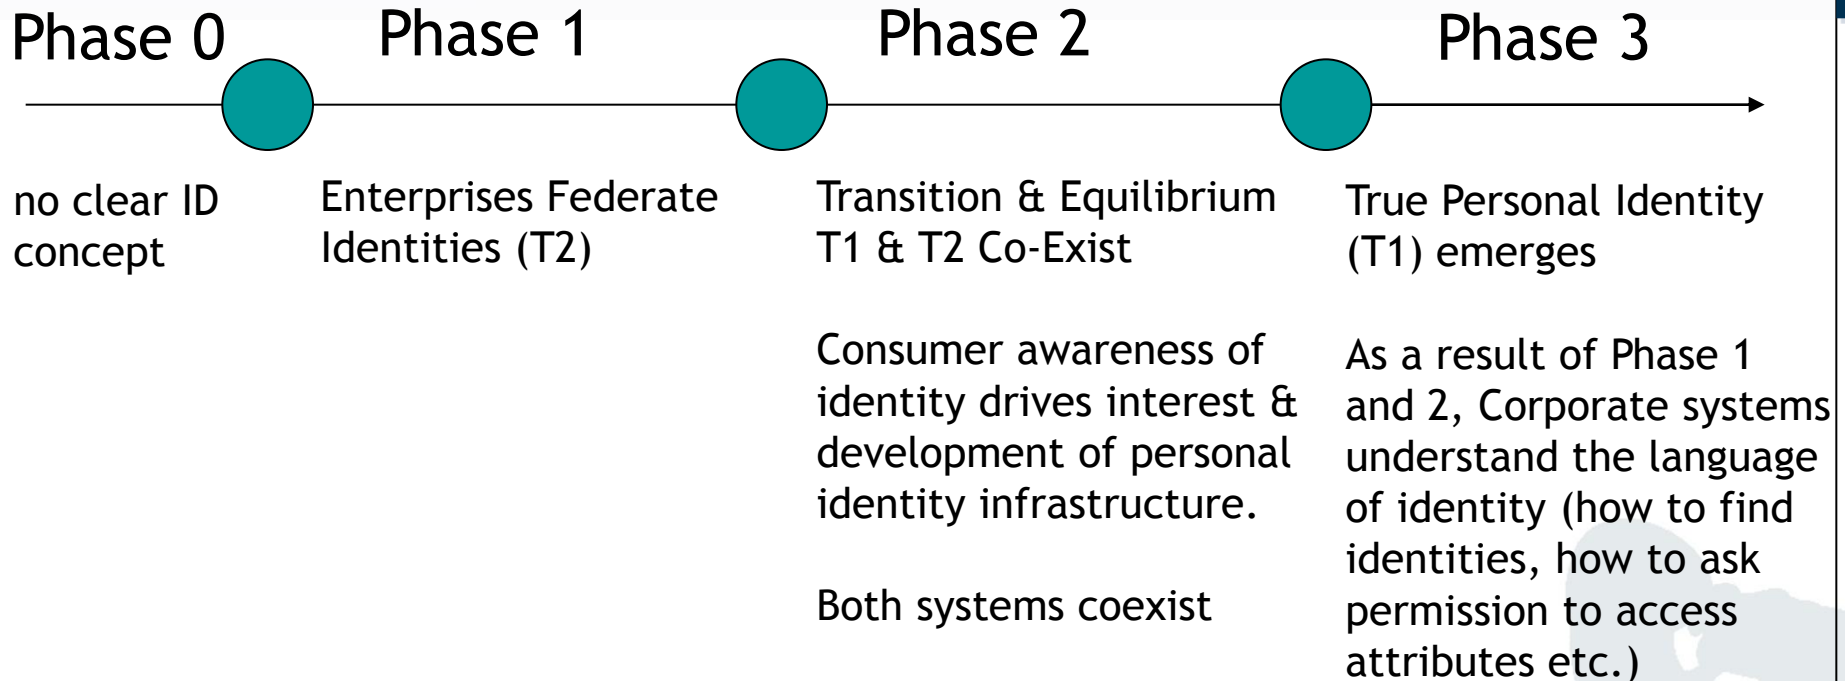 Phase 0
Phase 1
Phase 2
Phase 3
no clear ID
concept
Enterprises Federate
Identities (T2)
Transition & Equilibrium
T1 & T2 Co-Exist
Consumer awareness of
identity drives interest &
development of personal
identity infrastructure.
Both systems coexist
True Personal Identity
(T1) emerges
As a result of Phase 1
and 2, Corporate systems
understand the language
of identity (how to find
identities, how to ask
permission to access
attributes etc.)